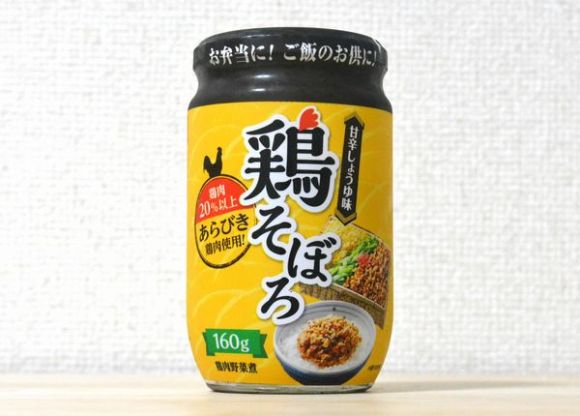 お弁当に!ご飯のお供に!
甘辛しょうゆ味
鶏そぼろ
鶏肉
20%以上
あらびき
鶏肉使用!
160g
鶏肉野菜煮